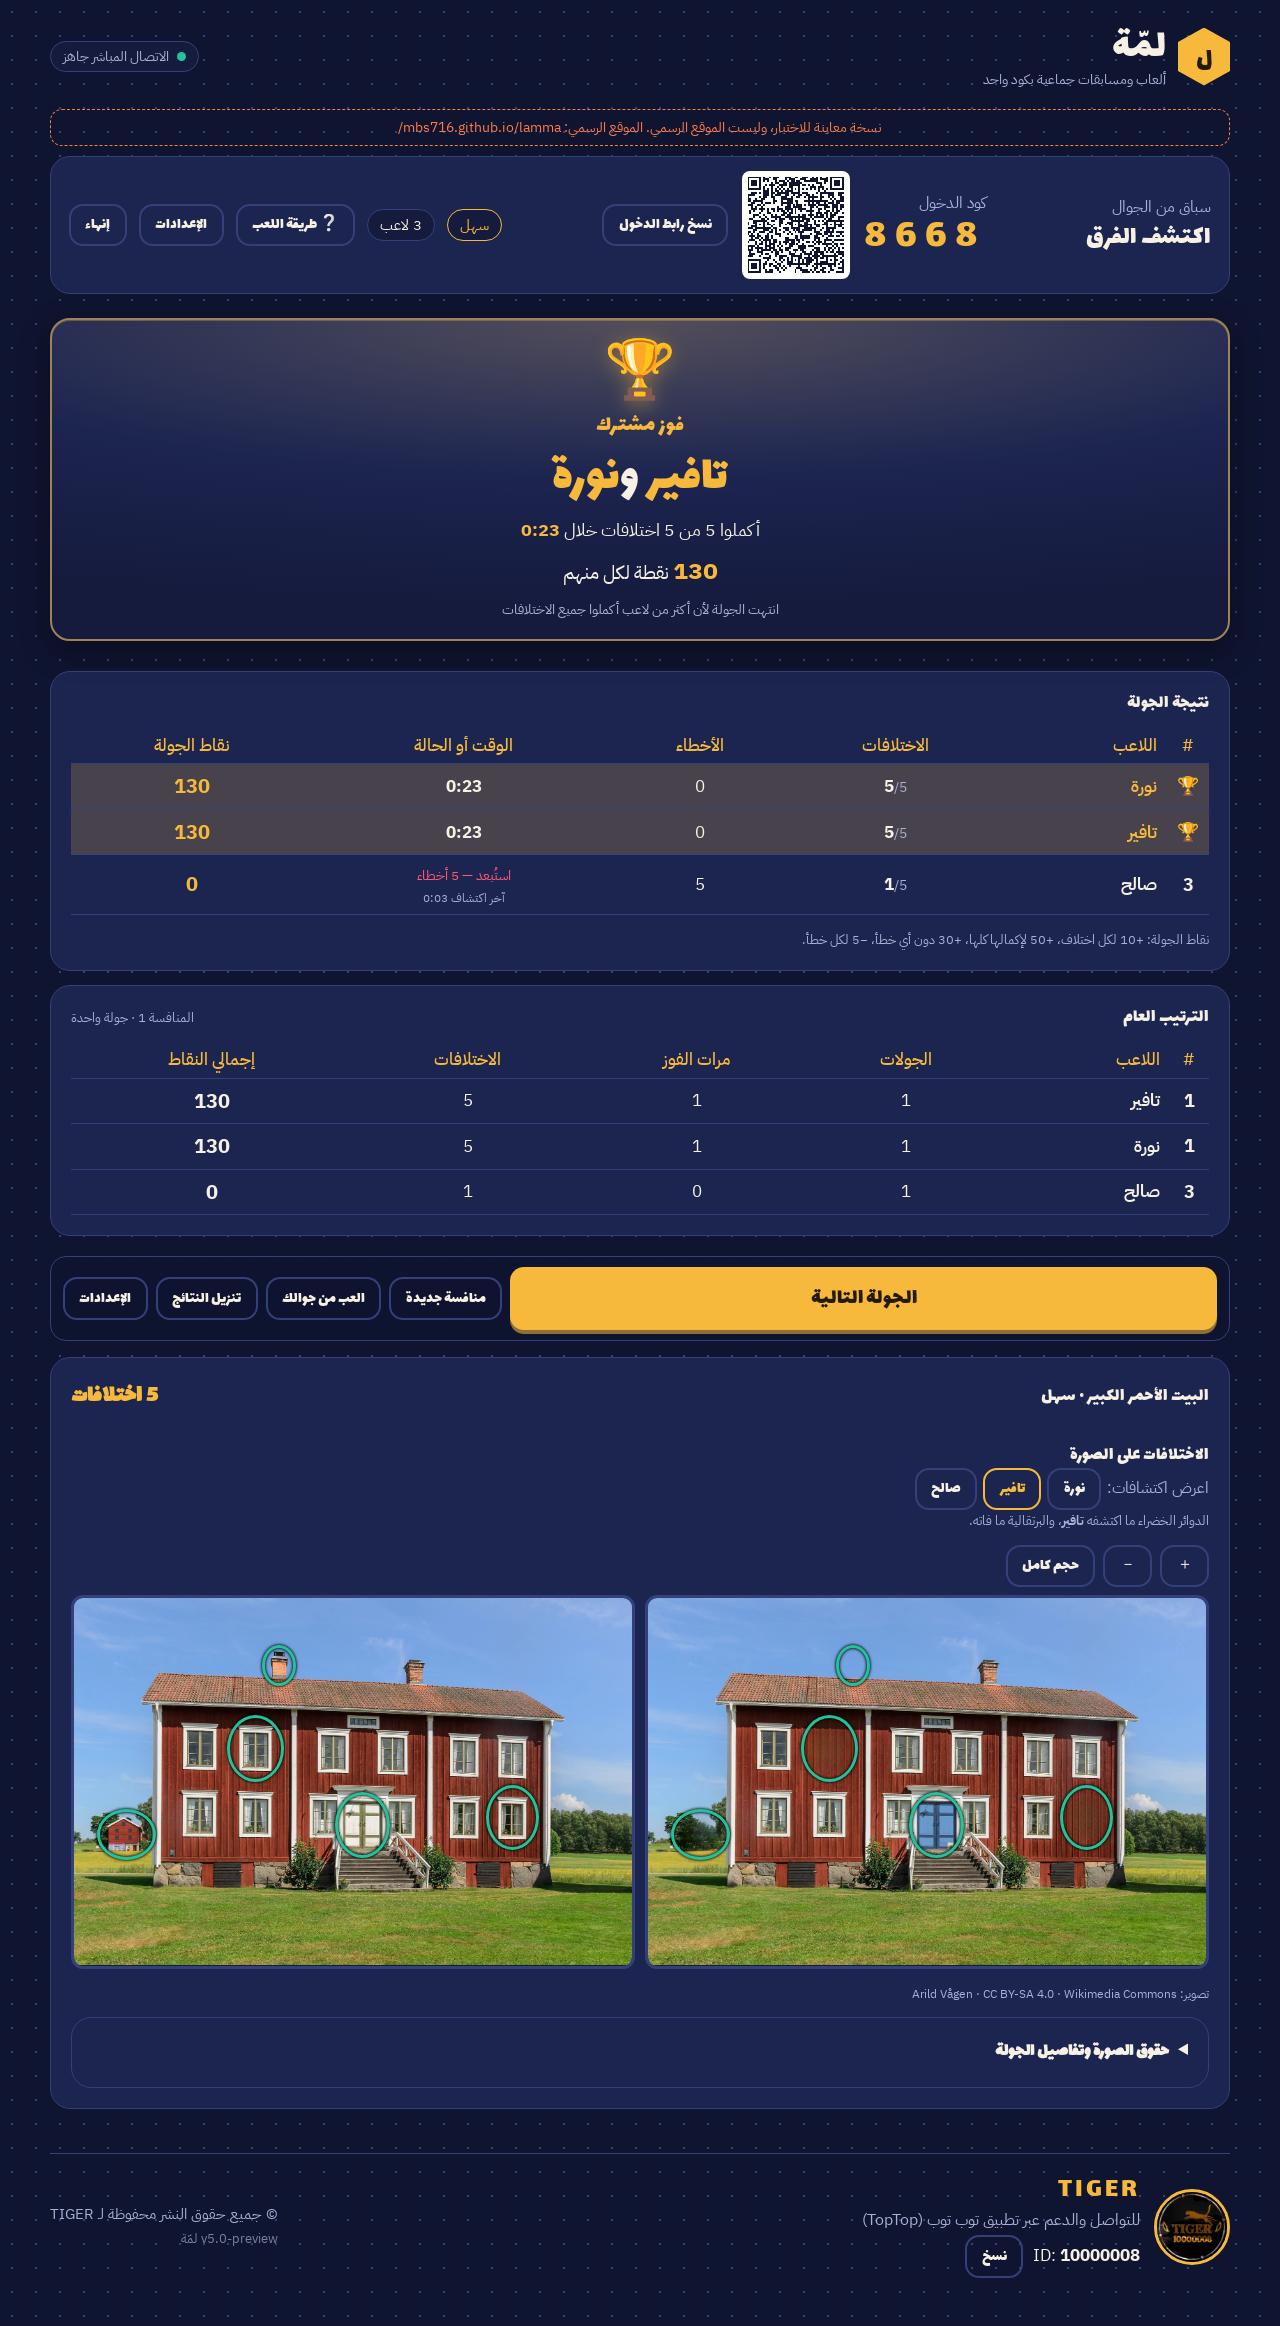 ل
لمّة
ألعاب ومسابقات جماعية بكود واحد
الاتصال المباشر جاهز
نسخة معاينة للاختبار، وليست الموقع الرسمي. الموقع الرسمي: mbs716.github.io/lamma/
سباق من الجوال
اكتشف الفرق
كود الدخول
8668
نسخ رابط الدخول
سهل
3 لاعب
❔ طريقة اللعب
الإعدادات
إنهاء
فوز مشترك
تافير ونورة
أكملوا 5 من 5 اختلافات خلال 0:23
130 نقطة لكل منهم
انتهت الجولة لأن أكثر من لاعب أكملوا جميع الاختلافات
نتيجة الجولة
# اللاعب الاختلافات الأخطاء الوقت أو الحالة نقاط الجولة
🏆 نورة 5/5 0 0:23 130
🏆 تافير 5/5 0 0:23 130
3 صالح 1/5 5 استُبعد — 5 أخطاء 0
آخر اكتشاف 0:03
نقاط الجولة: +10 لكل اختلاف، +50 لإكمالها كلها، +30 دون أي خطأ، −5 لكل خطأ.
الترتيب العام
المنافسة 1 · جولة واحدة
# اللاعب الجولات مرات الفوز الاختلافات إجمالي النقاط
1 تافير 1 1 5 130
1 نورة 1 1 5 130
3 صالح 1 0 1 0
الجولة التالية
منافسة جديدة
العب من جوالك
تنزيل النتائج
الإعدادات
البيت الأحمر الكبير · سهل
5 اختلافات
الاختلافات على الصورة
اعرض اكتشافات: نورة تافير صالح
الدوائر الخضراء ما اكتشفه تافير، والبرتقالية ما فاته.
+ − حجم كامل
تصوير: Arild Vågen · CC BY-SA 4.0 · Wikimedia Commons
◀ حقوق الصورة وتفاصيل الجولة
TIGER
10000008
TIGER
للتواصل والدعم عبر تطبيق توب توب (TopTop)
ID: 10000008
نسخ
© جميع حقوق النشر محفوظة لـ TIGER
لمّة v5.0-preview